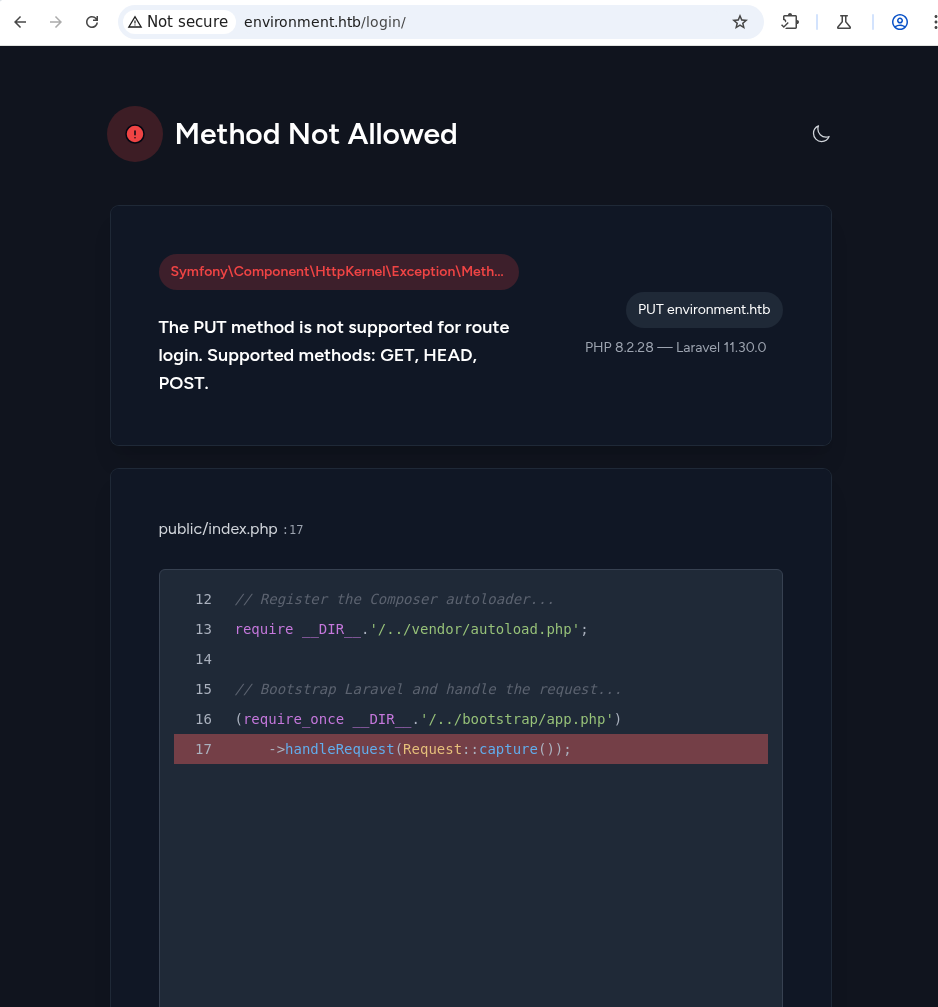 Not secure environment.htb/login/
Method Not Allowed
Symfony\Component\HttpKernel\Exception\Meth...
The PUT method is not supported for route
login. Supported methods: GET, HEAD,
POST.
PUT environment.htb
PHP 8.2.28 — Laravel 11.30.0
public/index.php :17
12 // Register the Composer autoloader...
13 require __DIR__.'/../vendor/autoload.php';
14
15 // Bootstrap Laravel and handle the request...
16 (require_once __DIR__.'/../bootstrap/app.php')
17     ->handleRequest(Request::capture());